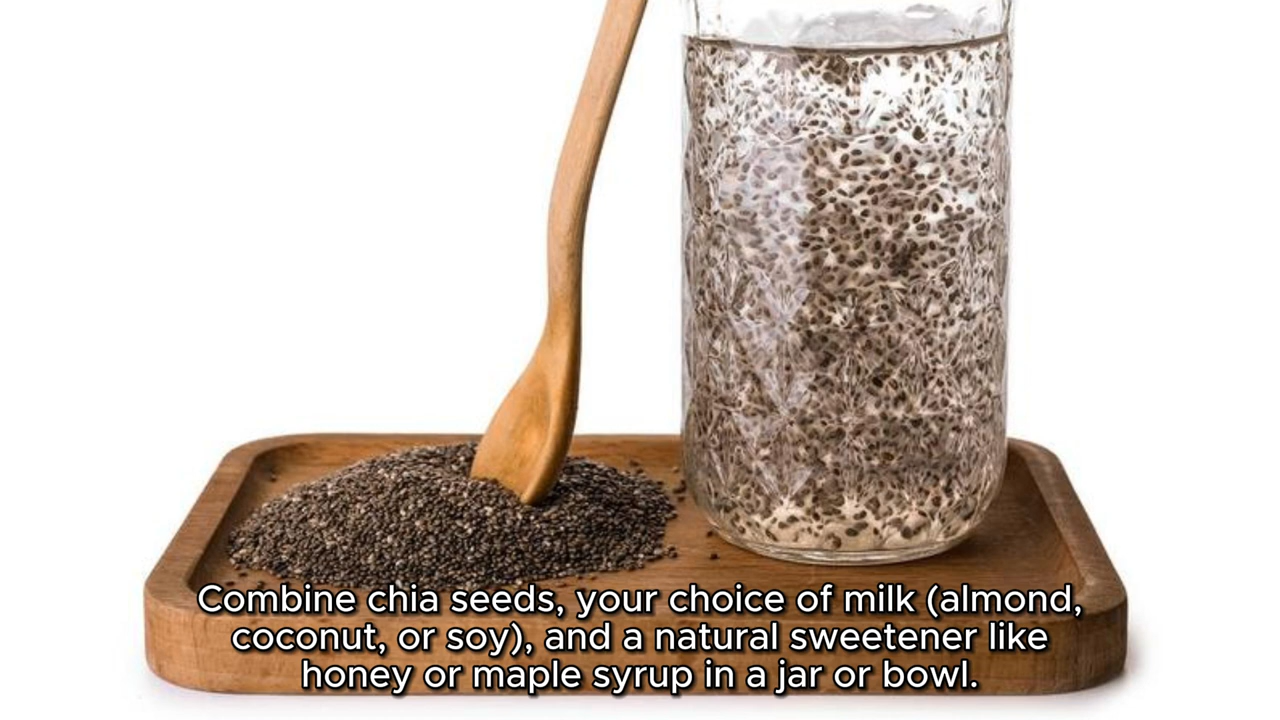 Combine chia seeds, your choice of milk (almond,
coconut, or soy), and a natural sweetener like
honey or maple syrup in a jar or bowl.